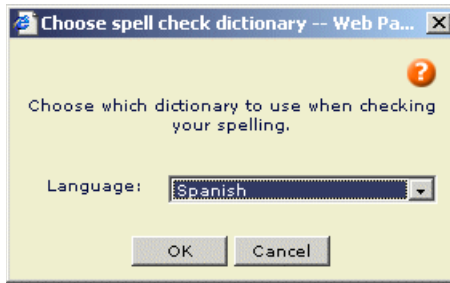 Choose spell check dictionary -- Web Pa...
Choose which dictionary to use when checking
your spelling.
Language: Spanish
OK Cancel